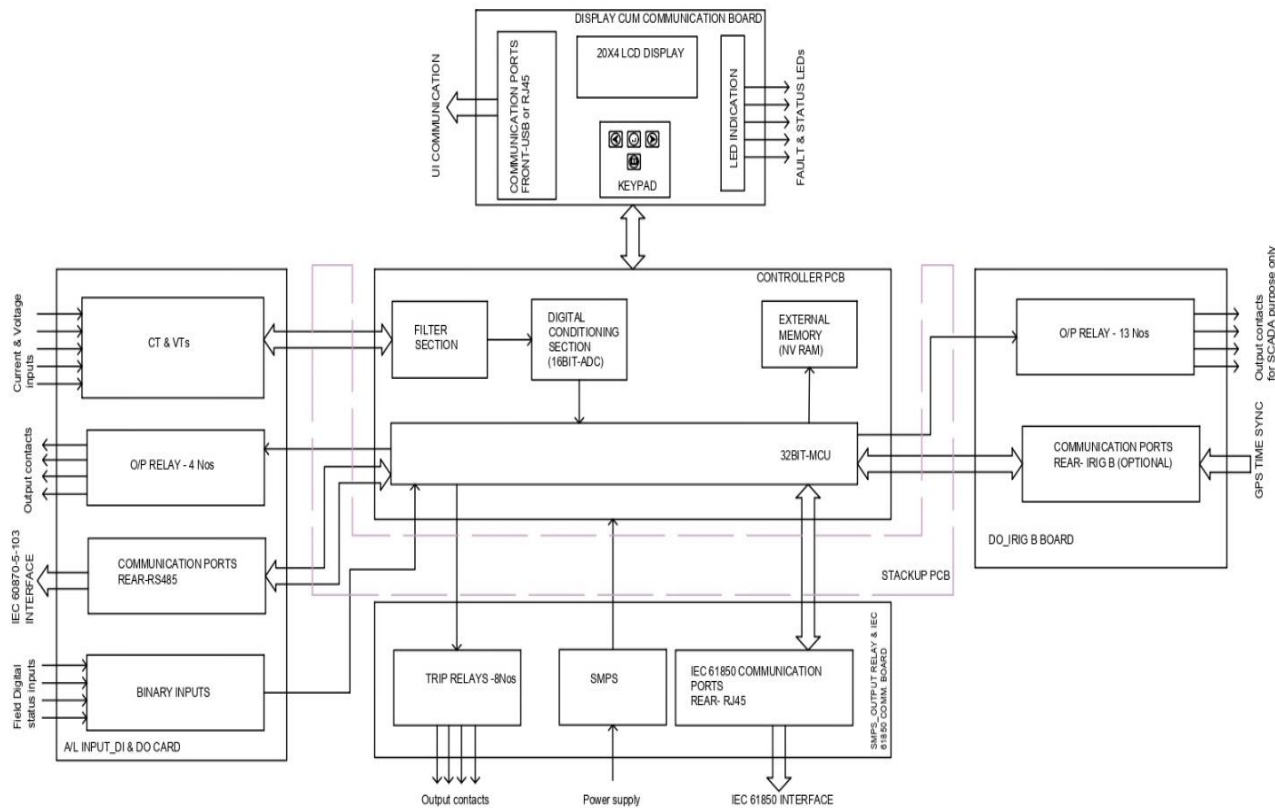 DISPLAY CUM COMMUNICATION BOARD
UI COMMUNICATION
COMMUNICATION PORTS
FRONT-USB or RJ45
20X4 LCD DISPLAY
KEYPAD
LED INDICATION
FAULT & STATUS LEDs
Current & Voltage
inputs
CT & VTs
Output contacts
O/P RELAY - 4 Nos
IEC 60870-5-103
INTERFACE
COMMUNICATION PORTS
REAR-RS485
Field Digital
status inputs
BINARY INPUTS
A/L INPUT_DI & DO CARD
CONTROLLER PCB
FILTER
SECTION
DIGITAL
CONDITIONING
SECTION
(16BIT-ADC)
EXTERNAL
MEMORY
(NV RAM)
32BIT-MCU
STACKUP PCB
O/P RELAY - 13 Nos
Output contacts
for SCADA purpose only
COMMUNICATION PORTS
REAR- IRIG B (OPTIONAL)
GPS TIME SYNC
DO_IRIG B BOARD
TRIP RELAYS -8Nos
SMPS
IEC 61850 COMMUNICATION
PORTS
REAR- RJ45
SMPS_OUTPUT RELAY & IEC
61850 COMM. BOARD
Output contacts
Power supply
IEC 61850 INTERFACE